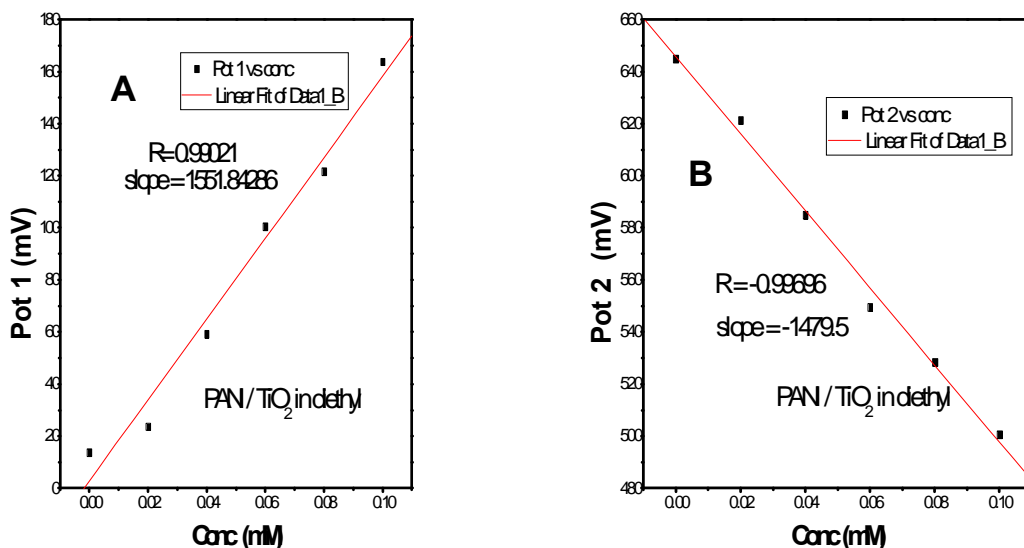 180
160
140
120
100
80
60
40
20
0
Pot 1 (mV)
A
Pot 1 vs conc
Linear Fit of Data1_B
R=0.99021
slope=1551.84286
PANI/TiO2 in diethyl
0.00 0.02 0.04 0.06 0.08 0.10
Conc (mM)
660
640
620
600
580
560
540
520
500
480
Pot 2 (mV)
Pot 2 vs conc
Linear Fit of Data1_B
B
R = -0.99696
slope = -1479.5
PANI/TiO2 in diethyl
0.00 0.02 0.04 0.06 0.08 0.10
Conc (mM)